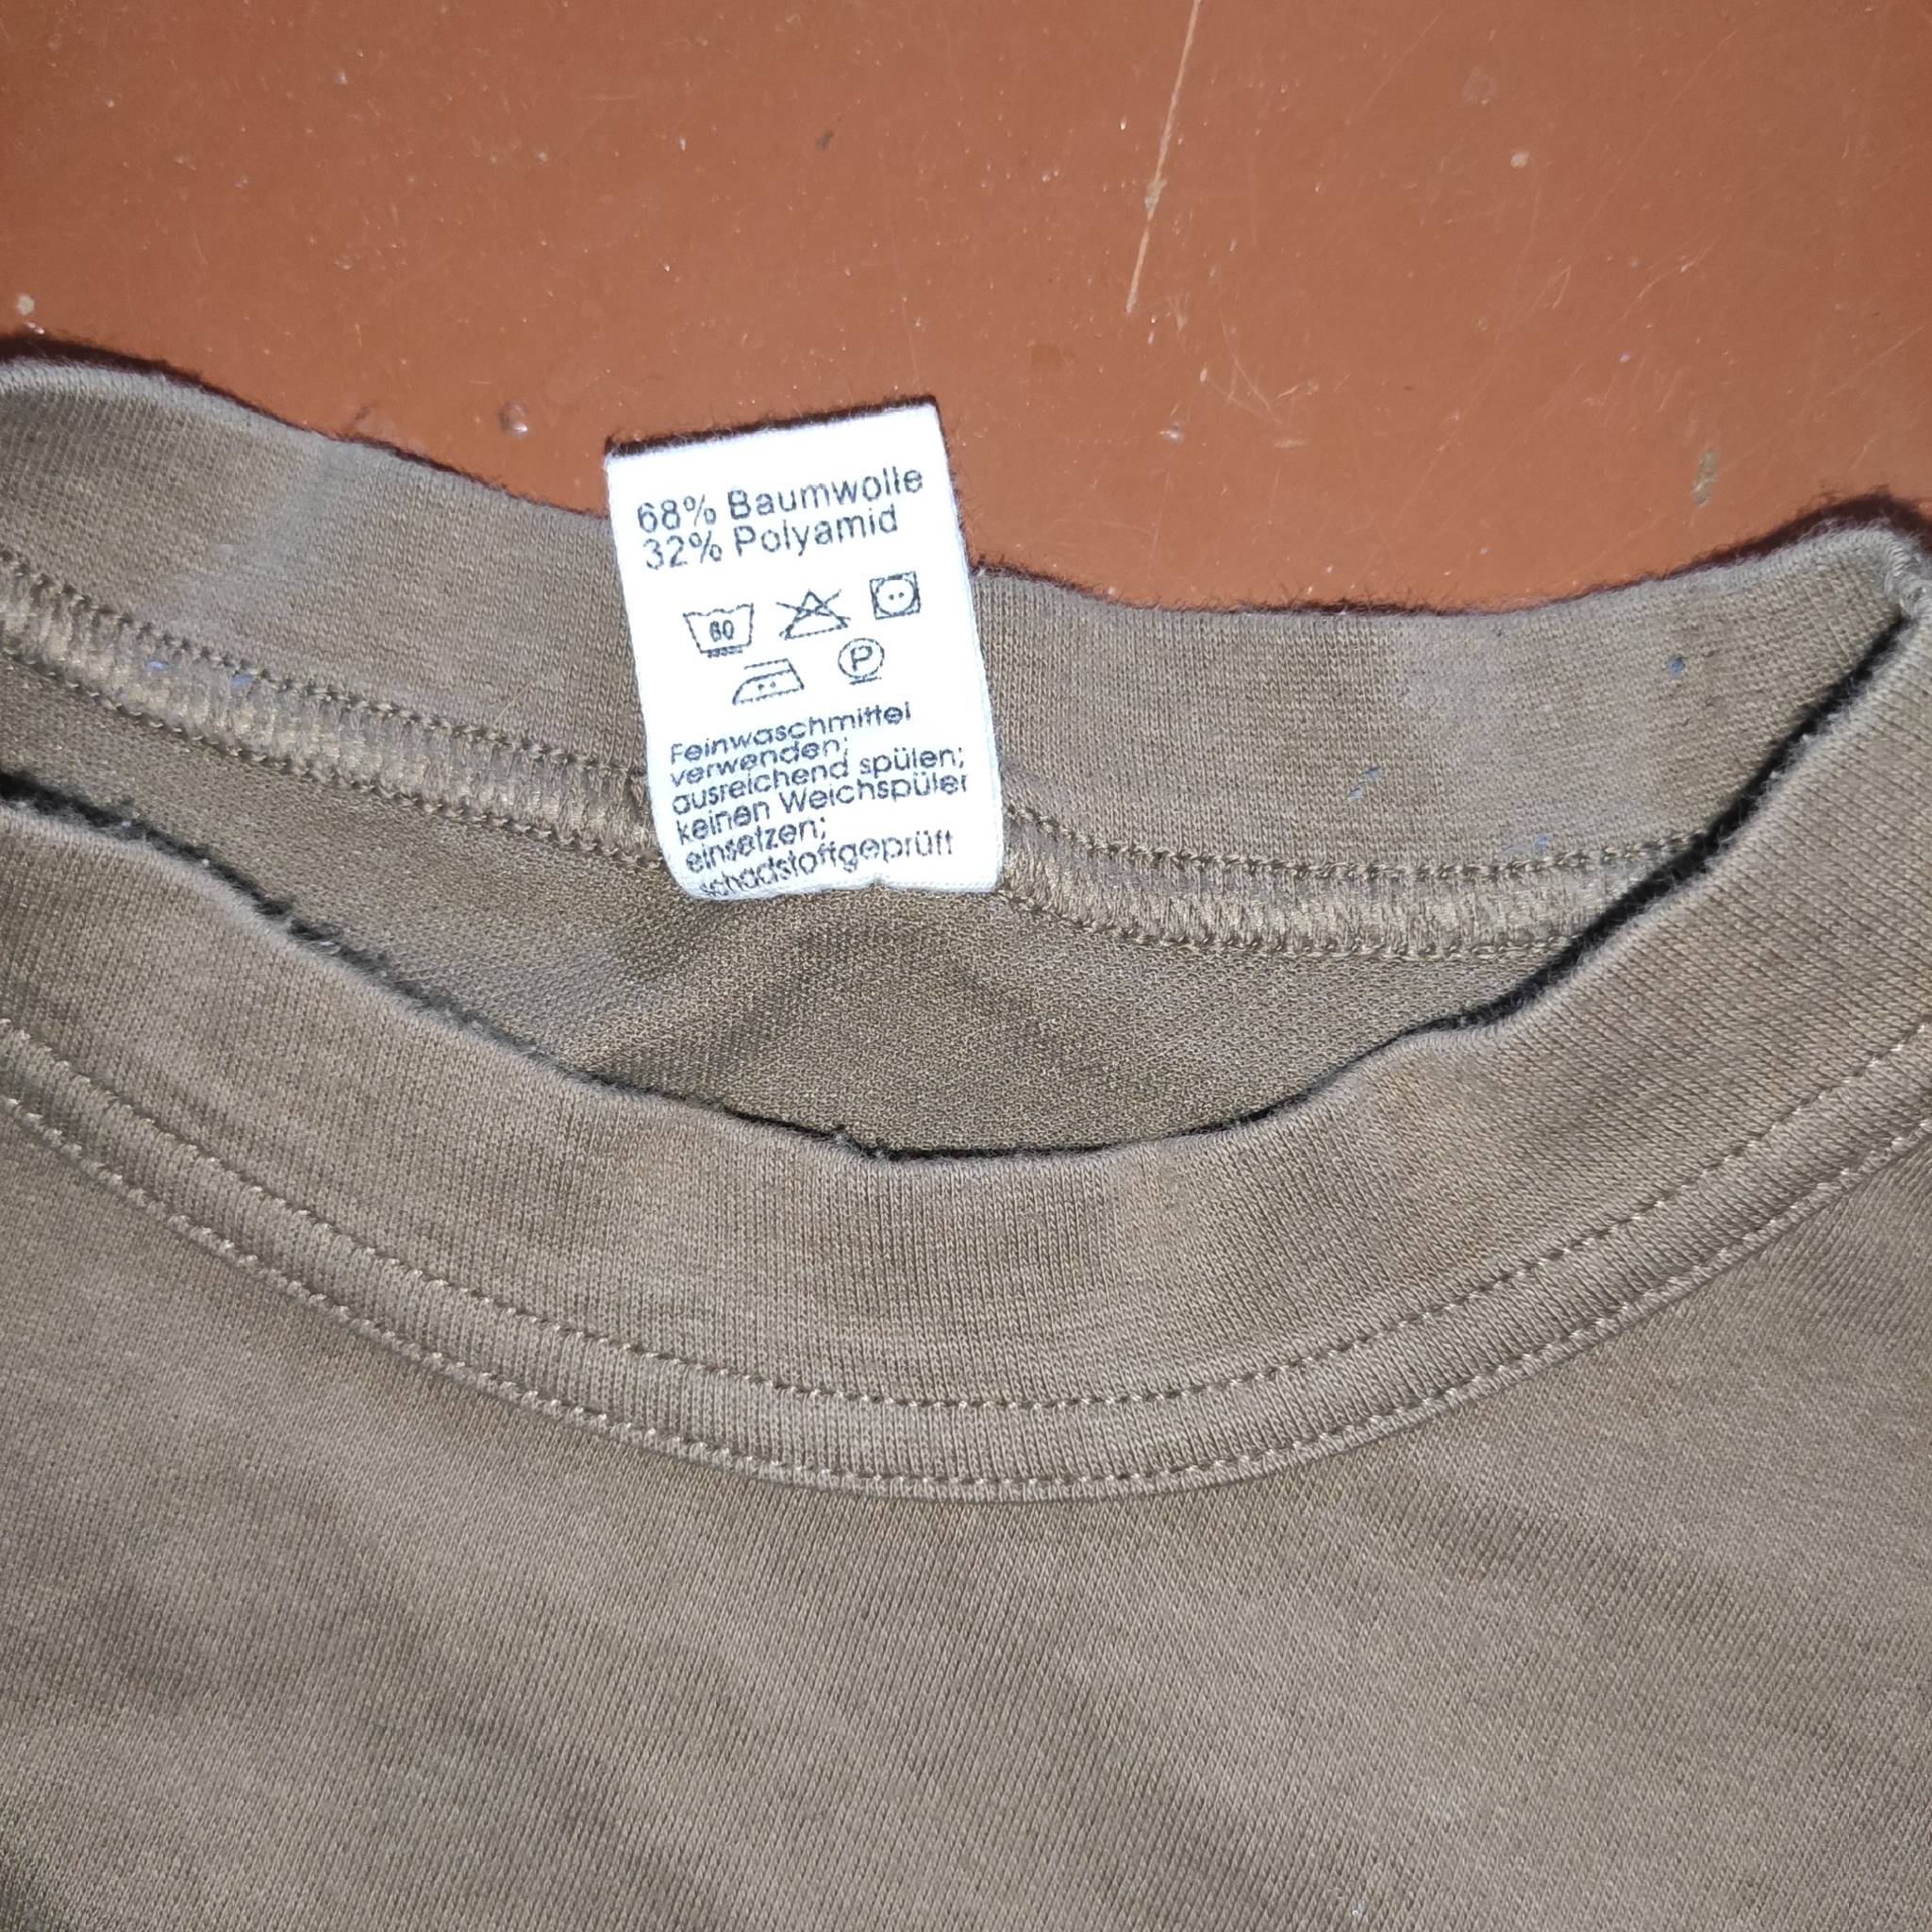 68% Baumwolle
32% Polyamid
60
P
Feinwaschmittel
verwenden;
ausreichend spülen;
keinen Weichspüler
einsetzen;
schadstoffgeprüft